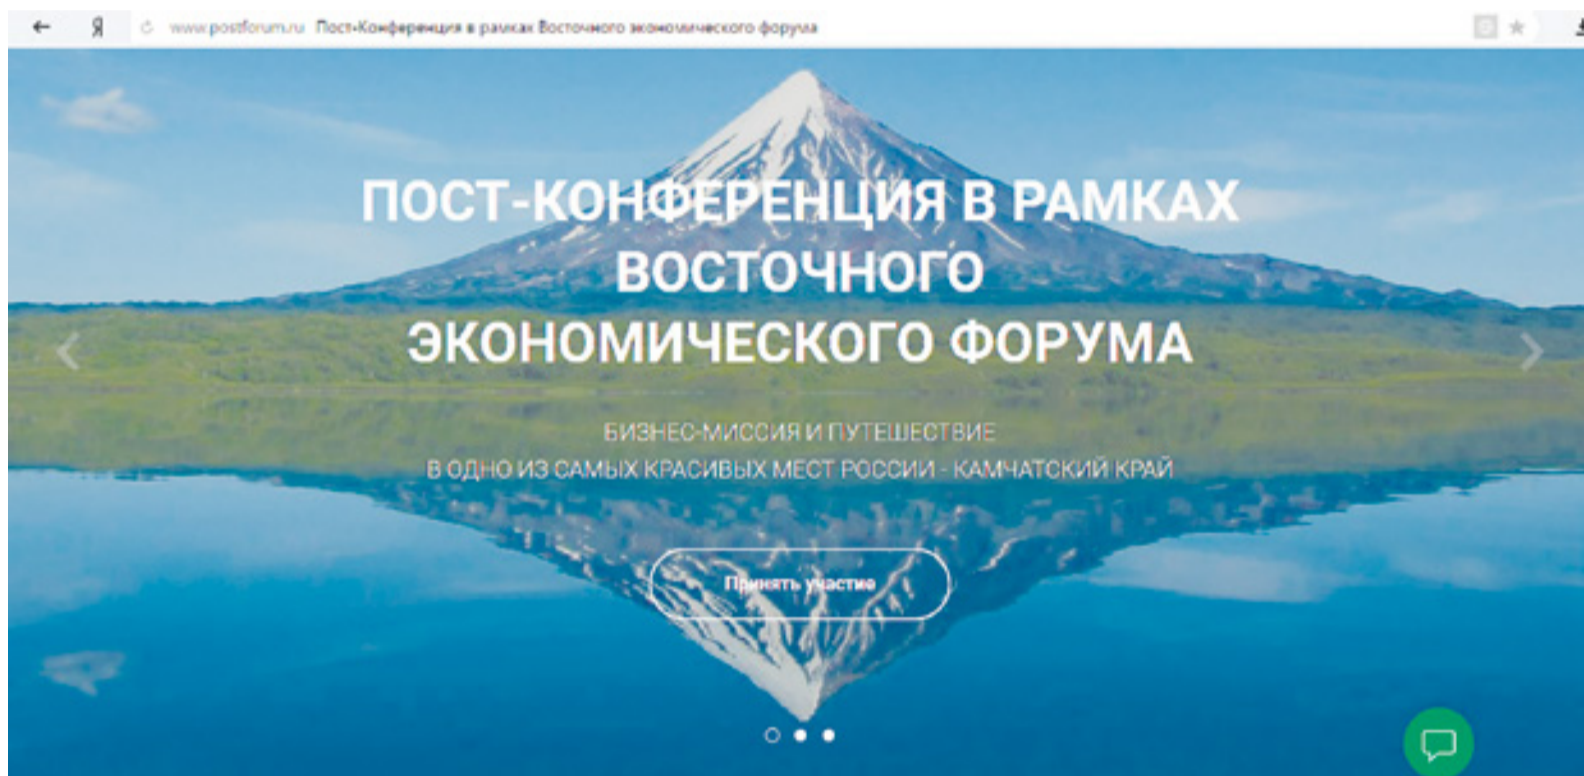 Я www.postforum.ru Пост-Конференция в рамках Восточного экономического форума
ПОСТ-КОНФЕРЕНЦИЯ В РАМКАХ
ВОСТОЧНОГО
ЭКОНОМИЧЕСКОГО ФОРУМА
БИЗНЕС-МИССИЯ И ПУТЕШЕСТВИЕ
В ОДНО ИЗ САМЫХ КРАСИВЫХ МЕСТ РОССИИ - КАМЧАТСКИЙ КРАЙ
Принять участие